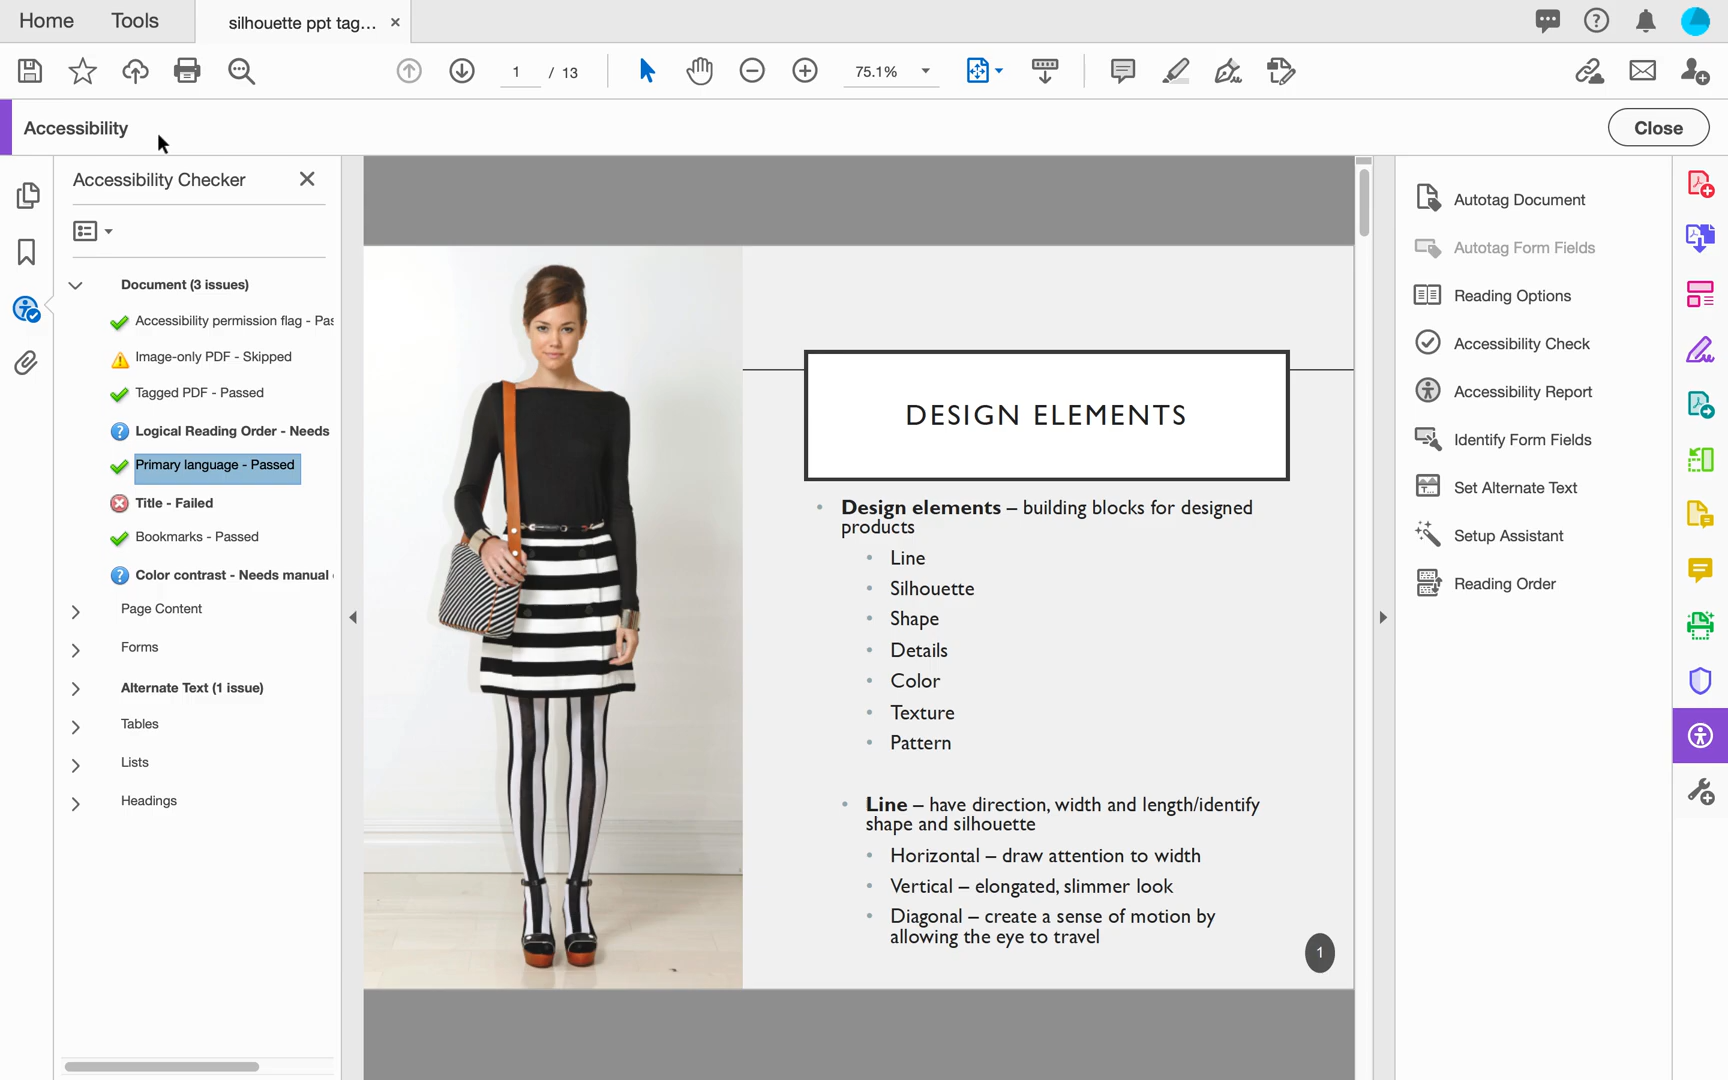 Home
Tools
silhouette ppt tag...
1 / 13
75.1%
Accessibility
Close
Accessibility Checker
Document (3 issues)
Accessibility permission flag - Pas
Image-only PDF - Skipped
Tagged PDF - Passed
Logical Reading Order - Needs
Primary language - Passed
Title - Failed
Bookmarks - Passed
Color contrast - Needs manual
Page Content
Forms
Alternate Text (1 issue)
Tables
Lists
Headings
DESIGN ELEMENTS
• Design elements – building blocks for designed
products
• Line
• Silhouette
• Shape
• Details
• Color
• Texture
• Pattern
• Line – have direction, width and length/identify
shape and silhouette
• Horizontal – draw attention to width
• Vertical – elongated, slimmer look
• Diagonal – create a sense of motion by
allowing the eye to travel
1
Autotag Document
Autotag Form Fields
Reading Options
Accessibility Check
Accessibility Report
Identify Form Fields
Set Alternate Text
Setup Assistant
Reading Order